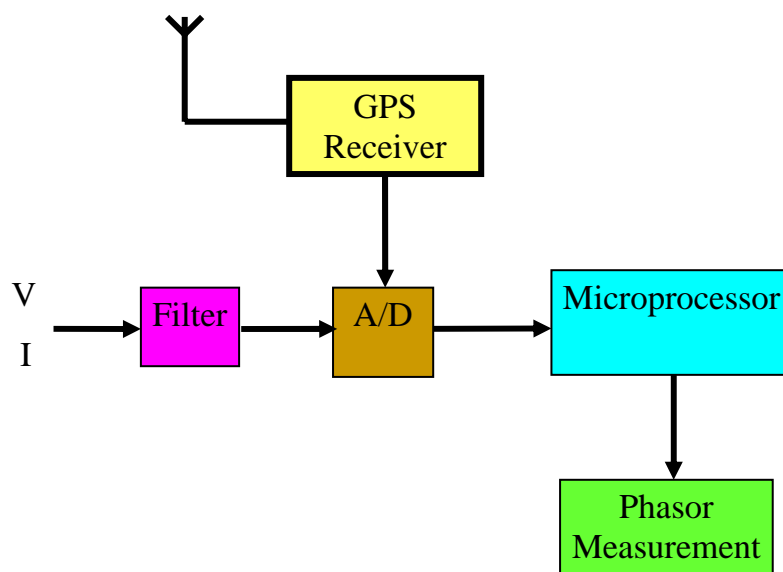 GPS
Receiver
V
I
Filter
A/D
Microprocessor
Phasor
Measurement